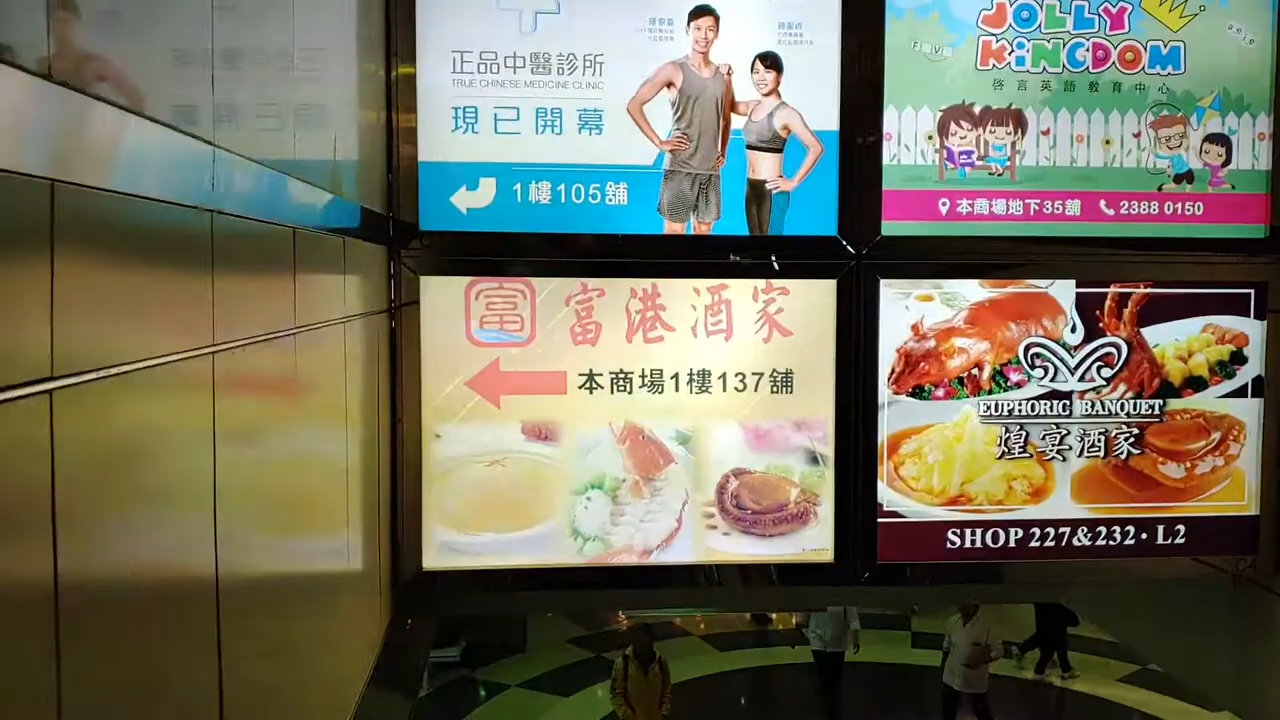 正品中醫診所
TRUE CHINESE MEDICINE CLINIC
現已開幕
1樓105舖
JOLLY
KINGDOM
啓言英語教育中心
本商場地下35舖 2388 0150
富 富港酒家
本商場1樓137舖
EUPHORIC BANQUET
煌宴酒家
SHOP 227&232 · L2